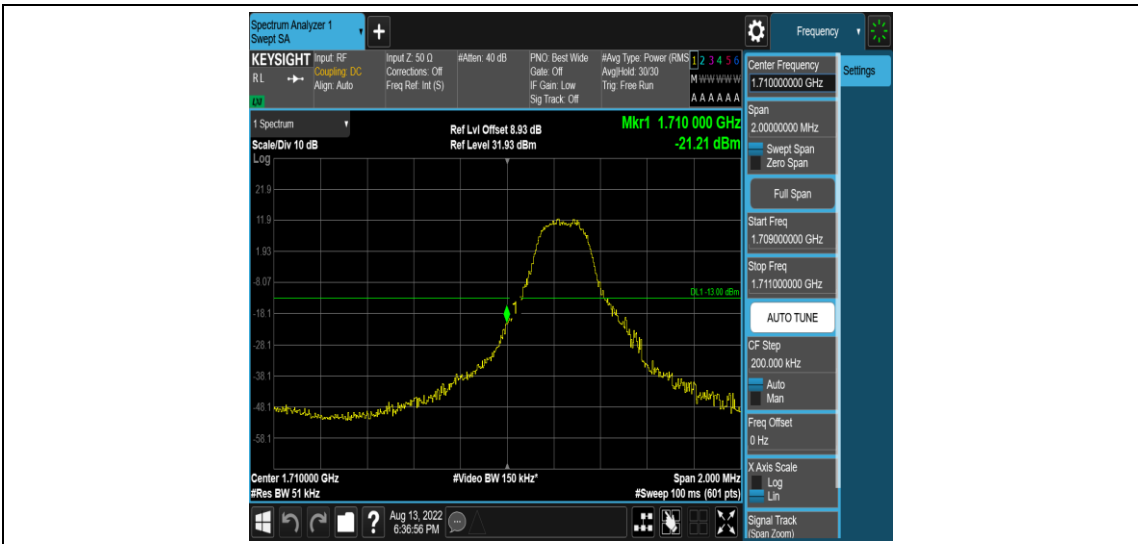 Spectrum Analyzer 1
Swept SA
+
Frequency
KEYSIGHT
RL
LXI
Input: RF
Coupling: DC
Align: Auto
Input Z: 50 Ω
Corrections: Off
Freq Ref: Int (S)
#Atten: 40 dB
PNO: Best Wide
Gate: Off
IF Gain: Low
Sig Track: Off
#Avg Type: Power (RMS
Avg|Hold: 30/30
Trig: Free Run
1 2 3 4 5 6
M W W W W W
A A A A A A
1 Spectrum
Scale/Div 10 dB
Log
Ref Lvl Offset 8.93 dB
Ref Level 31.93 dBm
Mkr1 1.710 000 GHz
-21.21 dBm
21.9
11.9
1.93
-8.07
-18.1
-28.1
-38.1
-48.1
-58.1
DL1 -13.00 dBm
1
Center 1.710000 GHz
#Res BW 51 kHz
#Video BW 150 kHz*
Span 2.000 MHz
#Sweep 100 ms (601 pts)
?
Aug 13, 2022
6:36:56 PM
Center Frequency
1.710000000 GHz
Settings
Span
2.00000000 MHz
Swept Span
Zero Span
Full Span
Start Freq
1.709000000 GHz
Stop Freq
1.711000000 GHz
AUTO TUNE
CF Step
200.000 kHz
Auto
Man
Freq Offset
0 Hz
X Axis Scale
Log
Lin
Signal Track
(Span Zoom)